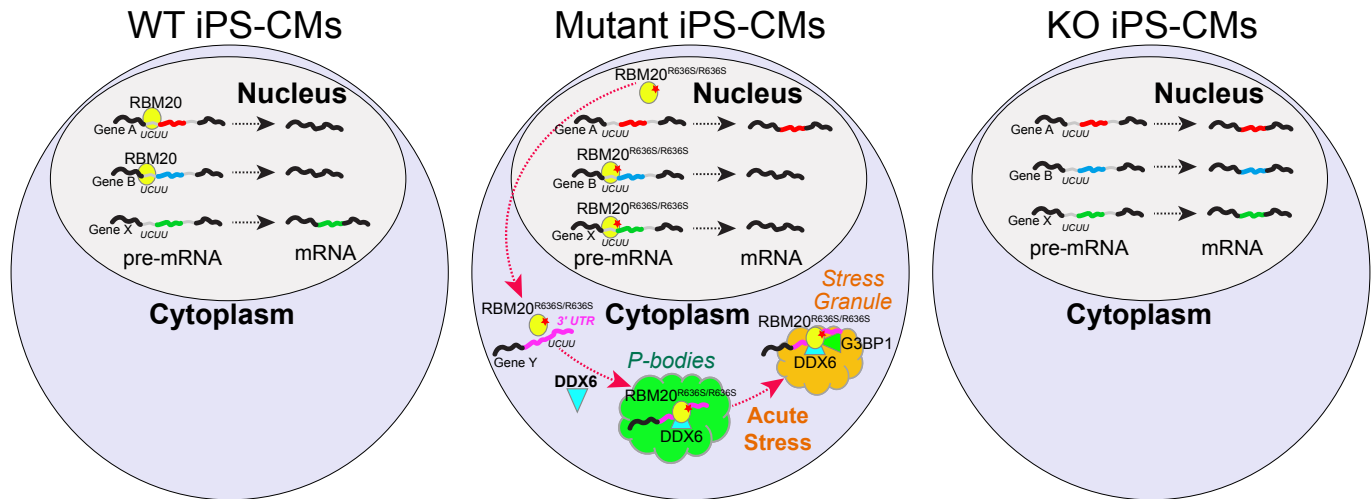 WT iPS-CMs
RBM20
Nucleus
Gene A
UCUU
RBM20
Gene B
UCUU
Gene X
UCUU
pre-mRNA
mRNA
Cytoplasm
Mutant iPS-CMs
RBM20R636S/R636S
Nucleus
Gene A
UCUU
RBM20R636S/R636S
Gene B
UCUU
RBM20R636S/R636S
Gene X
UCUU
pre-mRNA
mRNA
Cytoplasm
RBM20R636S/R636S
3' UTR
UCUU
Gene Y
DDX6
P-bodies
RBM20R636S/R636S
DDX6
Acute
Stress
Stress
Granule
RBM20R636S/R636S
G3BP1
DDX6
KO iPS-CMs
Nucleus
Gene A
UCUU
Gene B
UCUU
Gene X
UCUU
pre-mRNA
mRNA
Cytoplasm